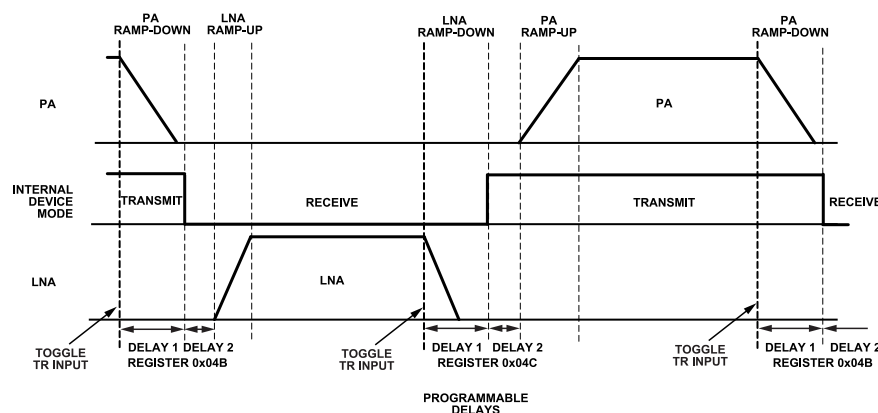 PA
RAMP-DOWN
LNA
RAMP-UP
LNA
RAMP-DOWN
PA
RAMP-UP
PA
RAMP-DOWN
PA
PA
INTERNAL
DEVICE
MODE
TRANSMIT
RECEIVE
TRANSMIT
RECEIVE
LNA
LNA
TOGGLE
TR INPUT
DELAY 1 DELAY 2
REGISTER 0x04B
TOGGLE
TR INPUT
DELAY 1 DELAY 2
REGISTER 0x04C
TOGGLE
TR INPUT
DELAY 1 DELAY 2
REGISTER 0x04B
PROGRAMMABLE
DELAYS